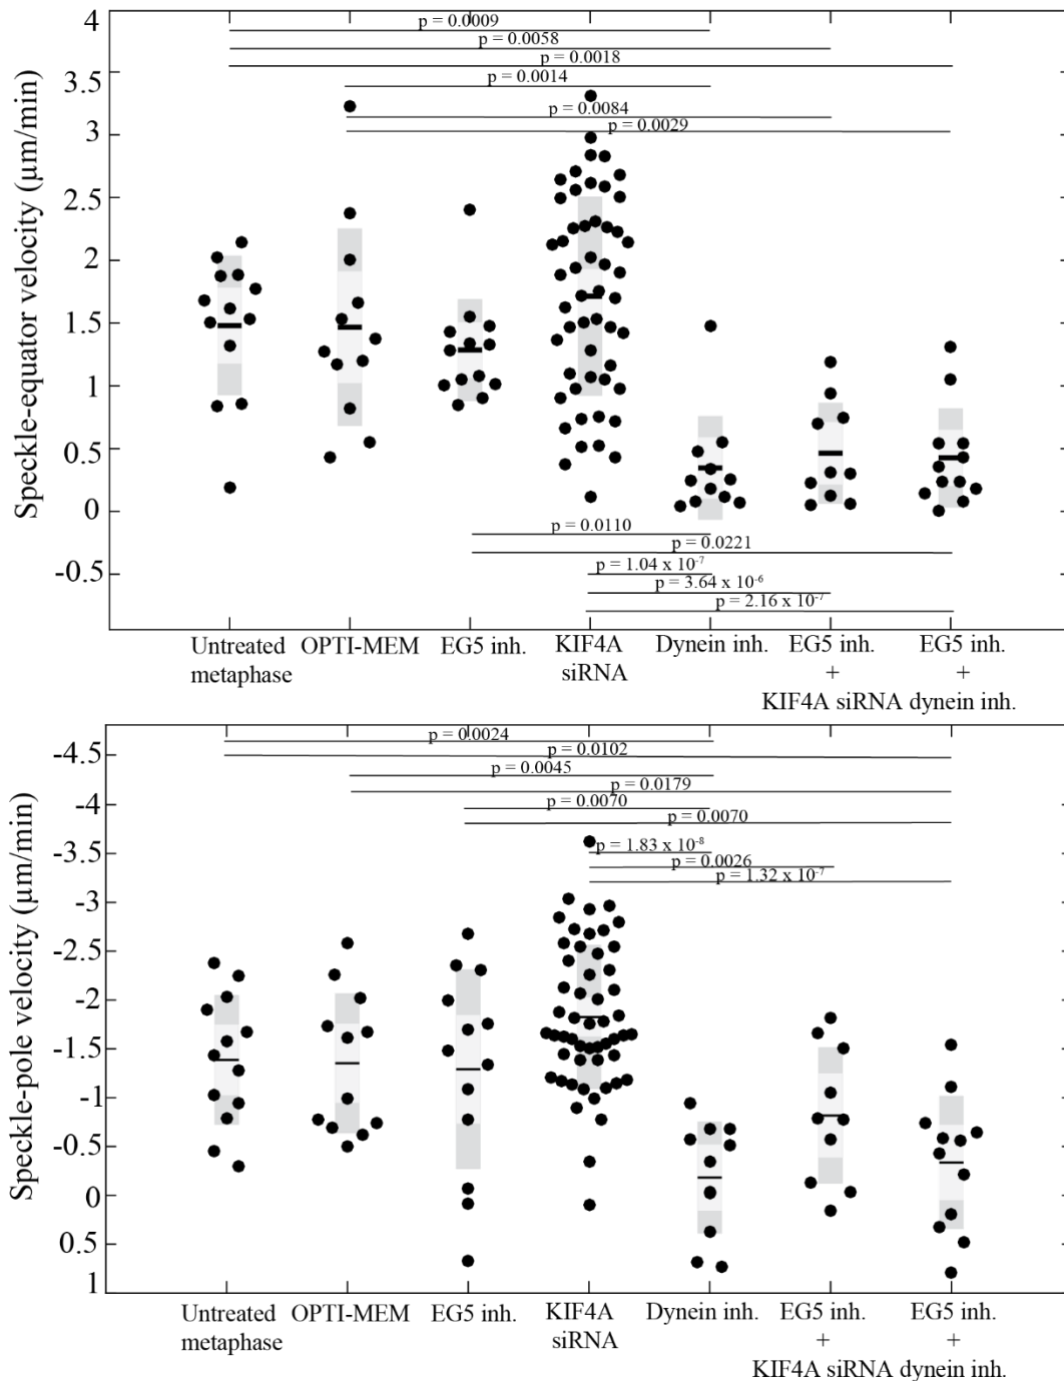 4
3.5
3
2.5
2
1.5
1
0.5
0
-0.5
Speckle-equator velocity (µm/min)
p = 0.0009
p = 0.0058
p = 0.0018
p = 0.0014
p = 0.0084
p = 0.0029
p = 0.0110
p = 0.0221
p = 1.04 x 10⁻⁷
p = 3.64 x 10⁻⁶
p = 2.16 x 10⁻⁷
Untreated OPTI-MEM EG5 inh. KIF4A Dynein inh. EG5 inh. EG5 inh.
metaphase siRNA + +
KIF4A siRNA dynein inh.
-4.5
-4
-3.5
-3
-2.5
-2
-1.5
-1
-0.5
0
0.5
1
Speckle-pole velocity (µm/min)
p = 0.0024
p = 0.0102
p = 0.0045
p = 0.0179
p = 0.0070
p = 0.0070
p = 1.83 x 10⁻⁸
p = 0.0026
p = 1.32 x 10⁻⁷
Untreated OPTI-MEM EG5 inh. KIF4A Dynein inh. EG5 inh. EG5 inh.
metaphase siRNA + +
KIF4A siRNA dynein inh.